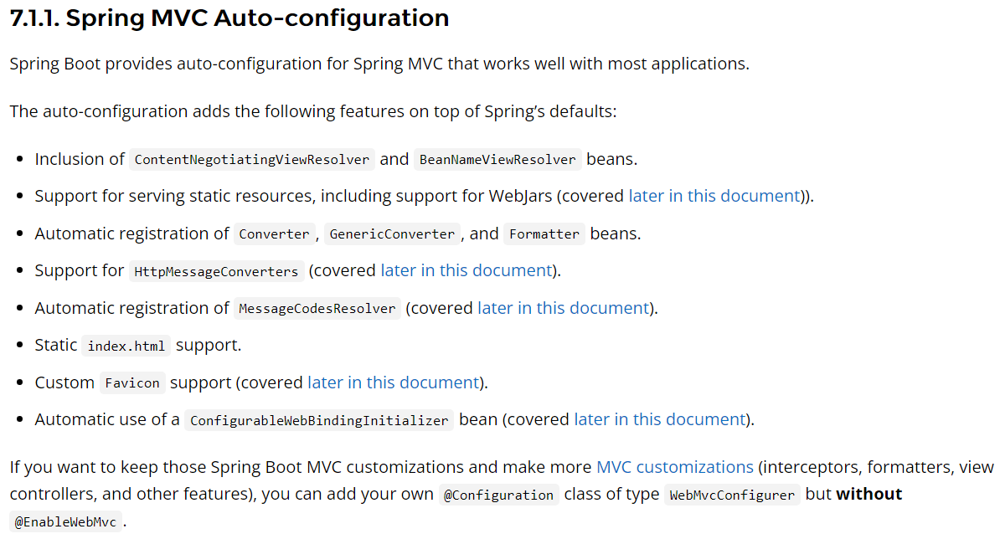 7.1.1. Spring MVC Auto-configuration
Spring Boot provides auto-configuration for Spring MVC that works well with most applications.
The auto-configuration adds the following features on top of Spring’s defaults:
• Inclusion of ContentNegotiatingViewResolver and BeanNameViewResolver beans.
• Support for serving static resources, including support for WebJars (covered later in this document)).
• Automatic registration of Converter, GenericConverter, and Formatter beans.
• Support for HttpMessageConverters (covered later in this document).
• Automatic registration of MessageCodesResolver (covered later in this document).
• Static index.html support.
• Custom Favicon support (covered later in this document).
• Automatic use of a ConfigurableWebBindingInitializer bean (covered later in this document).
If you want to keep those Spring Boot MVC customizations and make more MVC customizations (interceptors, formatters, view
controllers, and other features), you can add your own @Configuration class of type WebMvcConfigurer but without
@EnableWebMvc.